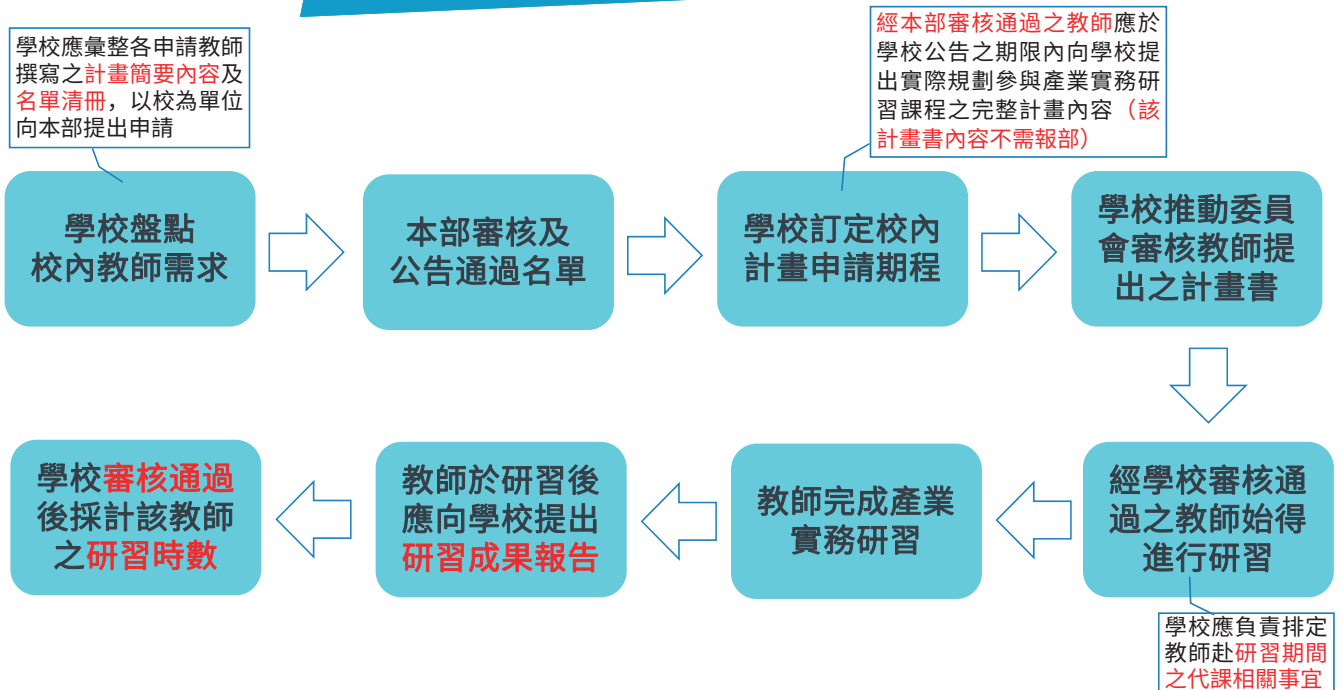 學校應彙整各申請教師
撰寫之計畫簡要內容及
名單清冊，以校為單位
向本部提出申請
經本部審核通過之教師應於
學校公告之期限內向學校提
出實際規劃參與產業實務研
習課程之完整計畫內容（該
計畫書內容不需報部）
學校盤點
校內教師需求
本部審核及
公告通過名單
學校訂定校內
計畫申請期程
學校推動委員
會審核教師提
出之計畫書
經學校審核通
過之教師始得
進行研習
學校應負責排定
教師赴研習期間
之代課相關事宜
教師完成產業
實務研習
教師於研習後
應向學校提出
研習成果報告
學校審核通過
後採計該教師
之研習時數